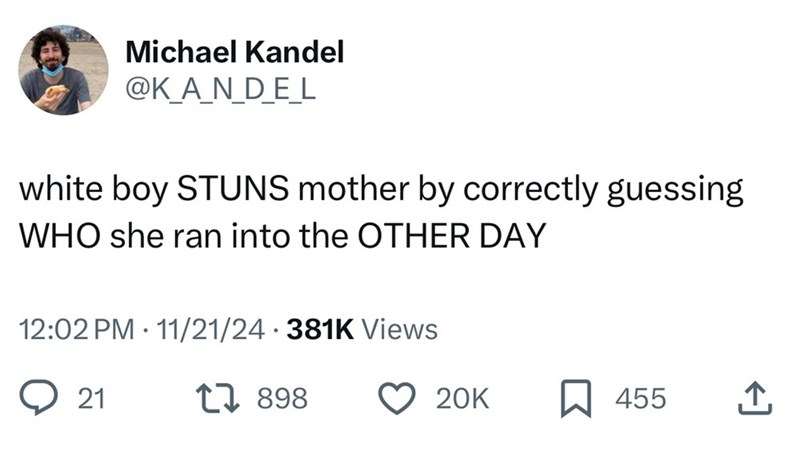 Michael Kandel
@K_A_N_D_E_L
white boy STUNS mother by correctly guessing
WHO she ran into the OTHER DAY
12:02 PM · 11/21/24 · 381K Views
21 898 20K 455